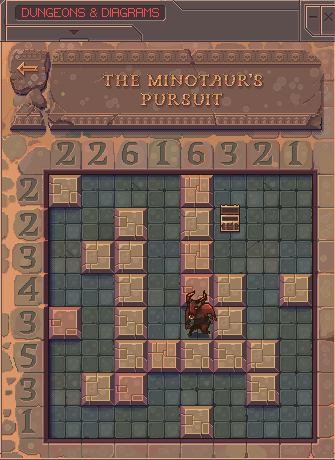 DUNGEONS & DIAGRAMS
THE MINOTAUR'S
PURSUIT
2 2 6 1 6 3 2 1
2
2
3
4
3
5
3
1